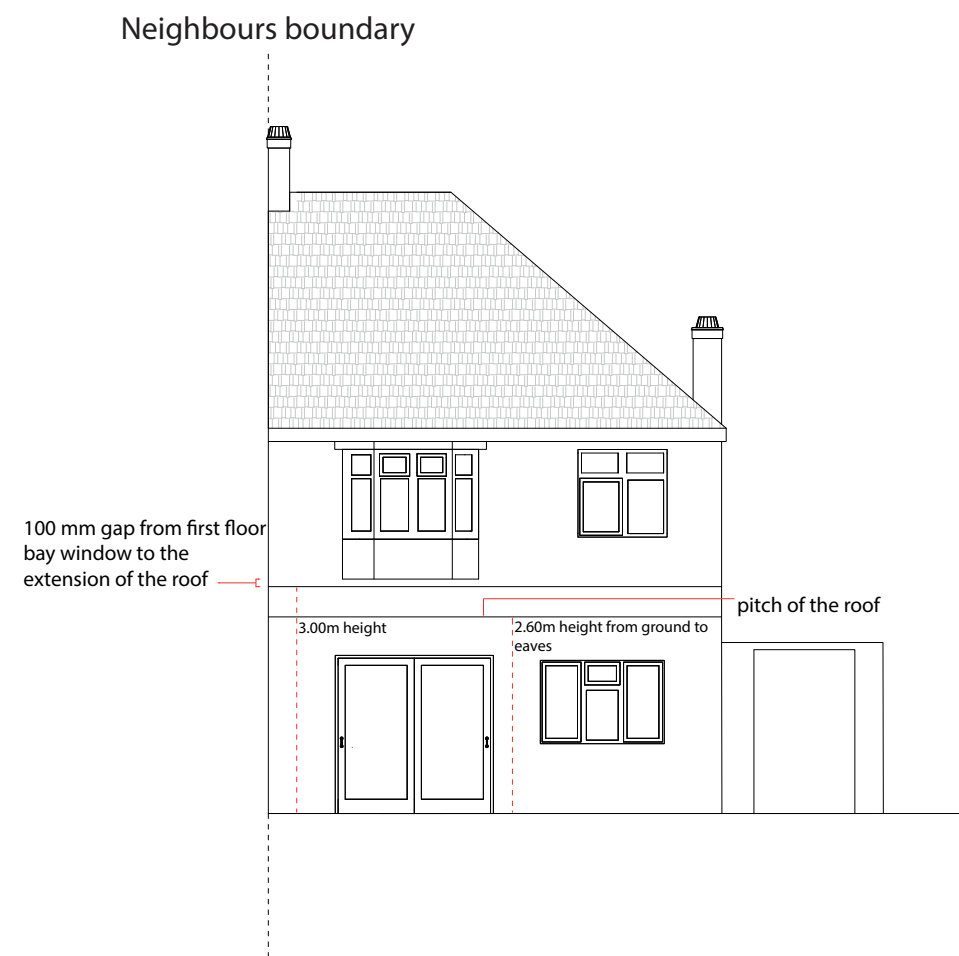 Neighbours boundary
100 mm gap from first floor
bay window to the
extension of the roof
pitch of the roof
3.00m height
2.60m height from ground to
eaves